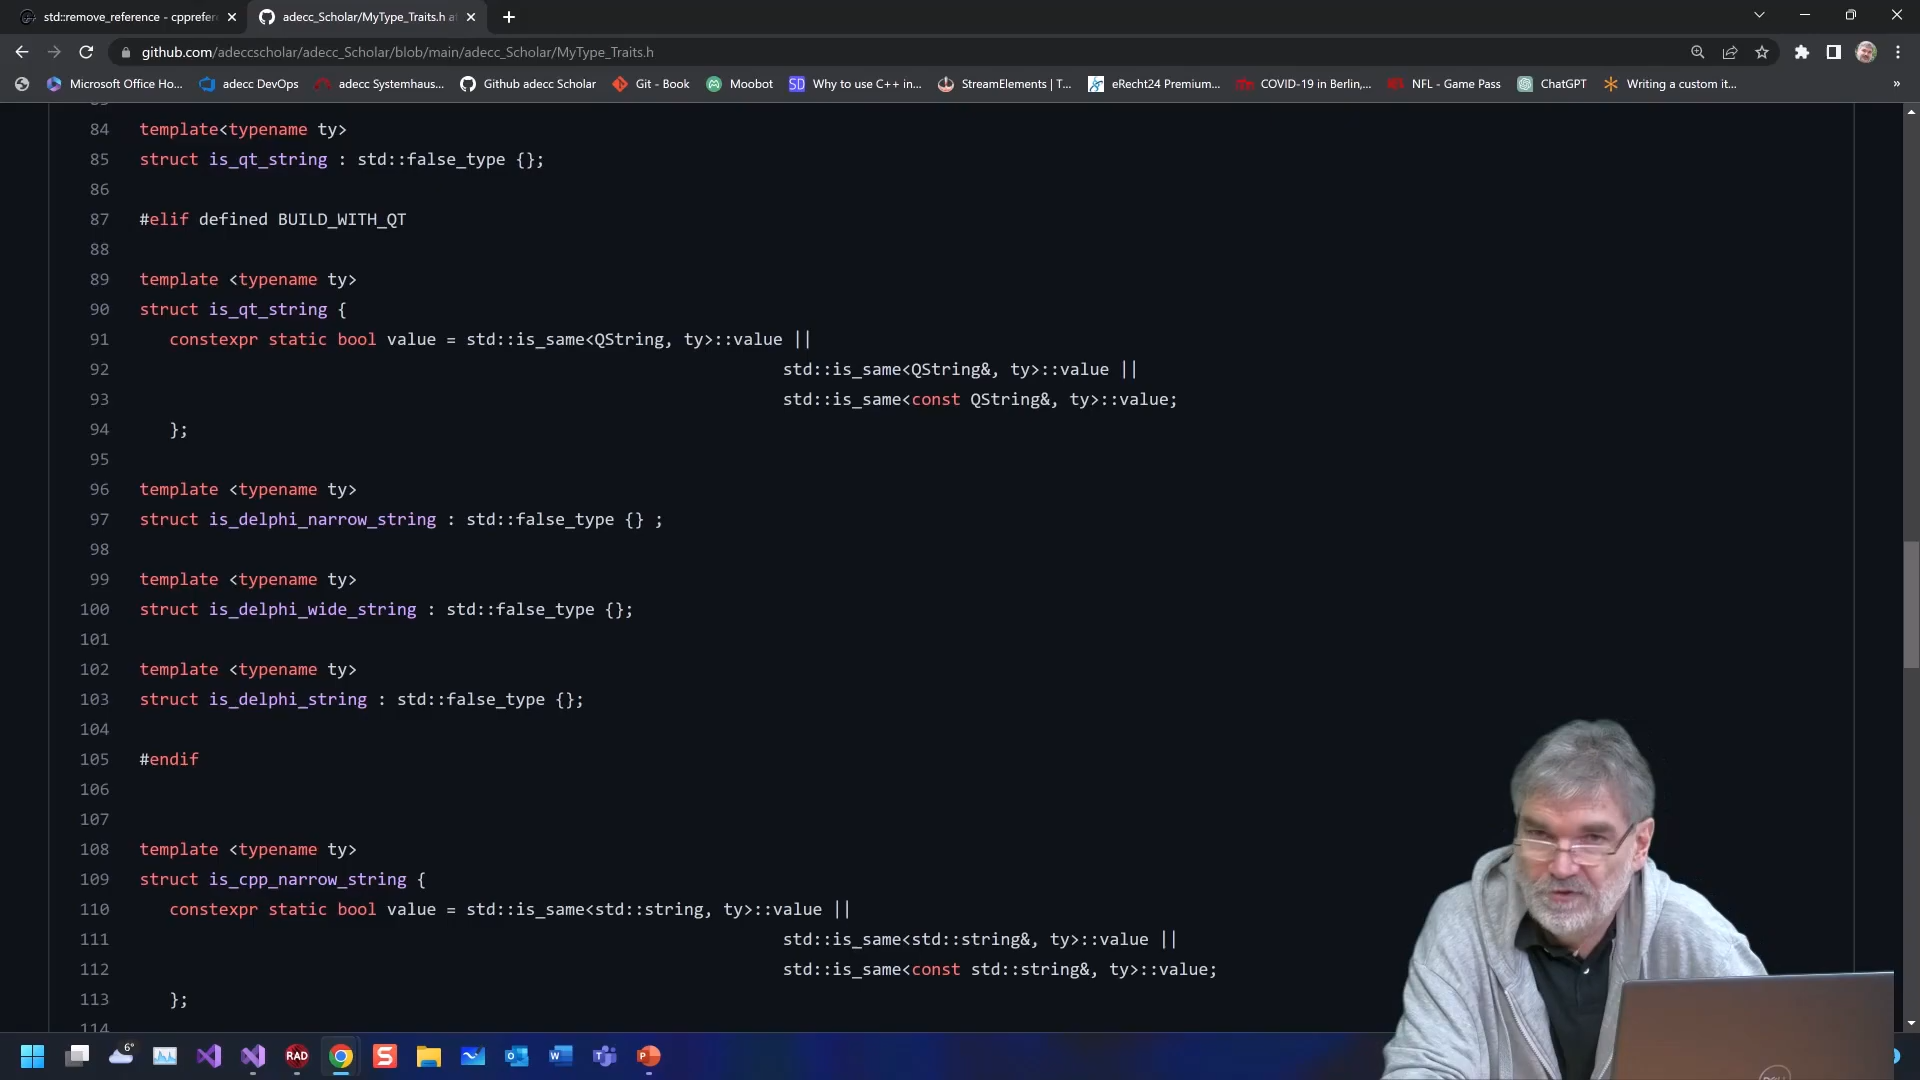 std::remove_reference - cpprefer
adecc_Scholar/MyType_Traits.h at
github.com/adeccscholar/adecc_Scholar/blob/main/adecc_Scholar/MyType_Traits.h
Microsoft Office Ho...
adecc DevOps
adecc Systemhaus...
Github adecc Scholar
Git - Book
Moobot
SD
Why to use C++ in...
StreamElements | T...
eRecht24 Premium...
COVID-19 in Berlin,...
NFL - Game Pass
ChatGPT
Writing a custom it...
»
84 template<typename ty>
85 struct is_qt_string : std::false_type {};
86
87 #elif defined BUILD_WITH_QT
88
89 template <typename ty>
90 struct is_qt_string {
91 constexpr static bool value = std::is_same<QString, ty>::value ||
92 std::is_same<QString&, ty>::value ||
93 std::is_same<const QString&, ty>::value;
94 };
95
96 template <typename ty>
97 struct is_delphi_narrow_string : std::false_type {} ;
98
99 template <typename ty>
100 struct is_delphi_wide_string : std::false_type {};
101
102 template <typename ty>
103 struct is_delphi_string : std::false_type {};
104
105 #endif
106
107
108 template <typename ty>
109 struct is_cpp_narrow_string {
110 constexpr static bool value = std::is_same<std::string, ty>::value ||
111 std::is_same<std::string&, ty>::value ||
112 std::is_same<const std::string&, ty>::value;
113 };
114
6°
RAD
DELL